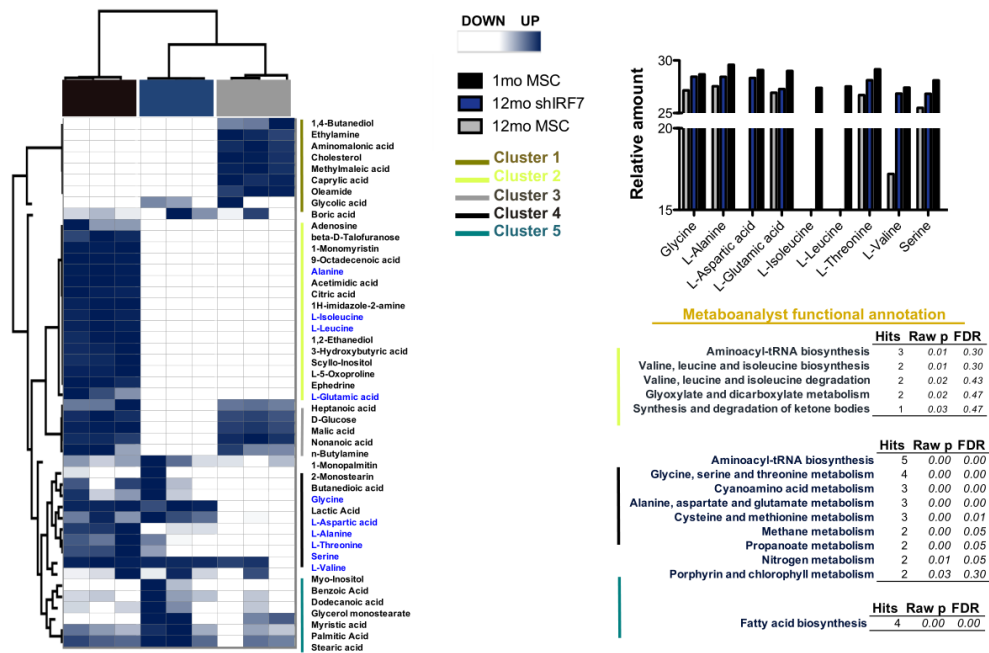 DOWN UP
1mo MSC
12mo shIRF7
12mo MSC
Cluster 1
Cluster 2
Cluster 3
Cluster 4
Cluster 5
1,4-Butanediol
Ethylamine
Aminomalonic acid
Cholesterol
Methylmaleic acid
Caprylic acid
Oleamide
Glycolic acid
Boric acid
Adenosine
beta-D-Talofuranose
1-Monomyristin
9-Octadecenoic acid
Alanine
Acetimidic acid
Citric acid
1H-imidazole-2-amine
L-Isoleucine
L-Leucine
1,2-Ethanediol
3-Hydroxybutyric acid
Scyllo-Inositol
L-5-Oxoproline
Ephedrine
L-Glutamic acid
Heptanoic acid
D-Glucose
Malic acid
Nonanoic acid
n-Butylamine
1-Monopalmitin
2-Monostearin
Butanedioic acid
Glycine
Lactic Acid
L-Aspartic acid
L-Alanine
L-Threonine
Serine
L-Valine
Myo-Inositol
Benzoic Acid
Dodecanoic acid
Glycerol monostearate
Myristic acid
Palmitic Acid
Stearic acid
Relative amount
30
25
20
15
Glycine
L-Alanine
L-Aspartic acid
L-Glutamic acid
L-Isoleucine
L-Leucine
L-Threonine
L-Valine
Serine
Metaboanalyst functional annotation
Hits Raw p FDR
Aminoacyl-tRNA biosynthesis 3 0.01 0.30
Valine, leucine and isoleucine biosynthesis 2 0.01 0.30
Valine, leucine and isoleucine degradation 2 0.02 0.43
Glyoxylate and dicarboxylate metabolism 2 0.02 0.47
Synthesis and degradation of ketone bodies 1 0.03 0.47
Hits Raw p FDR
Aminoacyl-tRNA biosynthesis 5 0.00 0.00
Glycine, serine and threonine metabolism 4 0.00 0.00
Cyanoamino acid metabolism 3 0.00 0.00
Alanine, aspartate and glutamate metabolism 3 0.00 0.00
Cysteine and methionine metabolism 3 0.00 0.01
Methane metabolism 2 0.00 0.05
Propanoate metabolism 2 0.00 0.05
Nitrogen metabolism 2 0.01 0.05
Porphyrin and chlorophyll metabolism 2 0.03 0.30
Hits Raw p FDR
Fatty acid biosynthesis 4 0.00 0.00